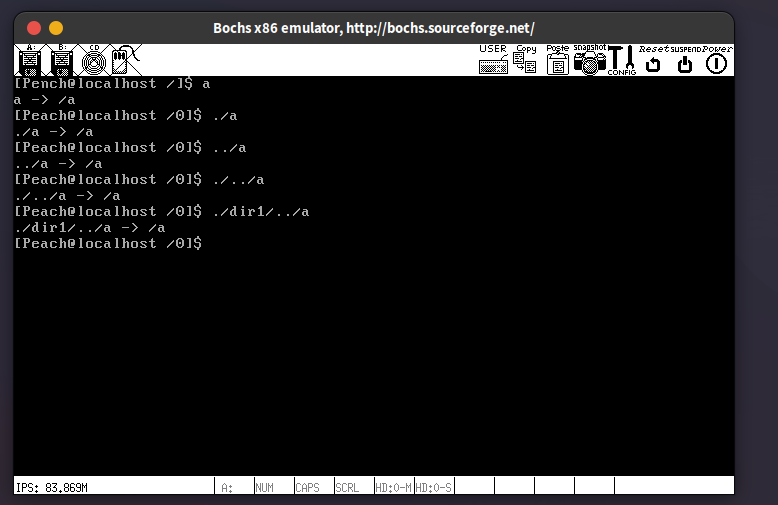 Bochs x86 emulator, http://bochs.sourceforge.net/
A: B: CD USER Copy Paste snapshot CONFIG Reset SUSPEND Power
[Pench@localhost /]$ a
a -> /a
[Peach@localhost /0]$ ./a
./a -> /a
[Peach@localhost /0]$ ../a
../a -> /a
[Peach@localhost /0]$ ./../a
./../a -> /a
[Peach@localhost /0]$ ./dir1/../a
./dir1/../a -> /a
[Peach@localhost /0]$
IPS: 83.869M A: NUM CAPS SCRL HD:0-M HD:0-S